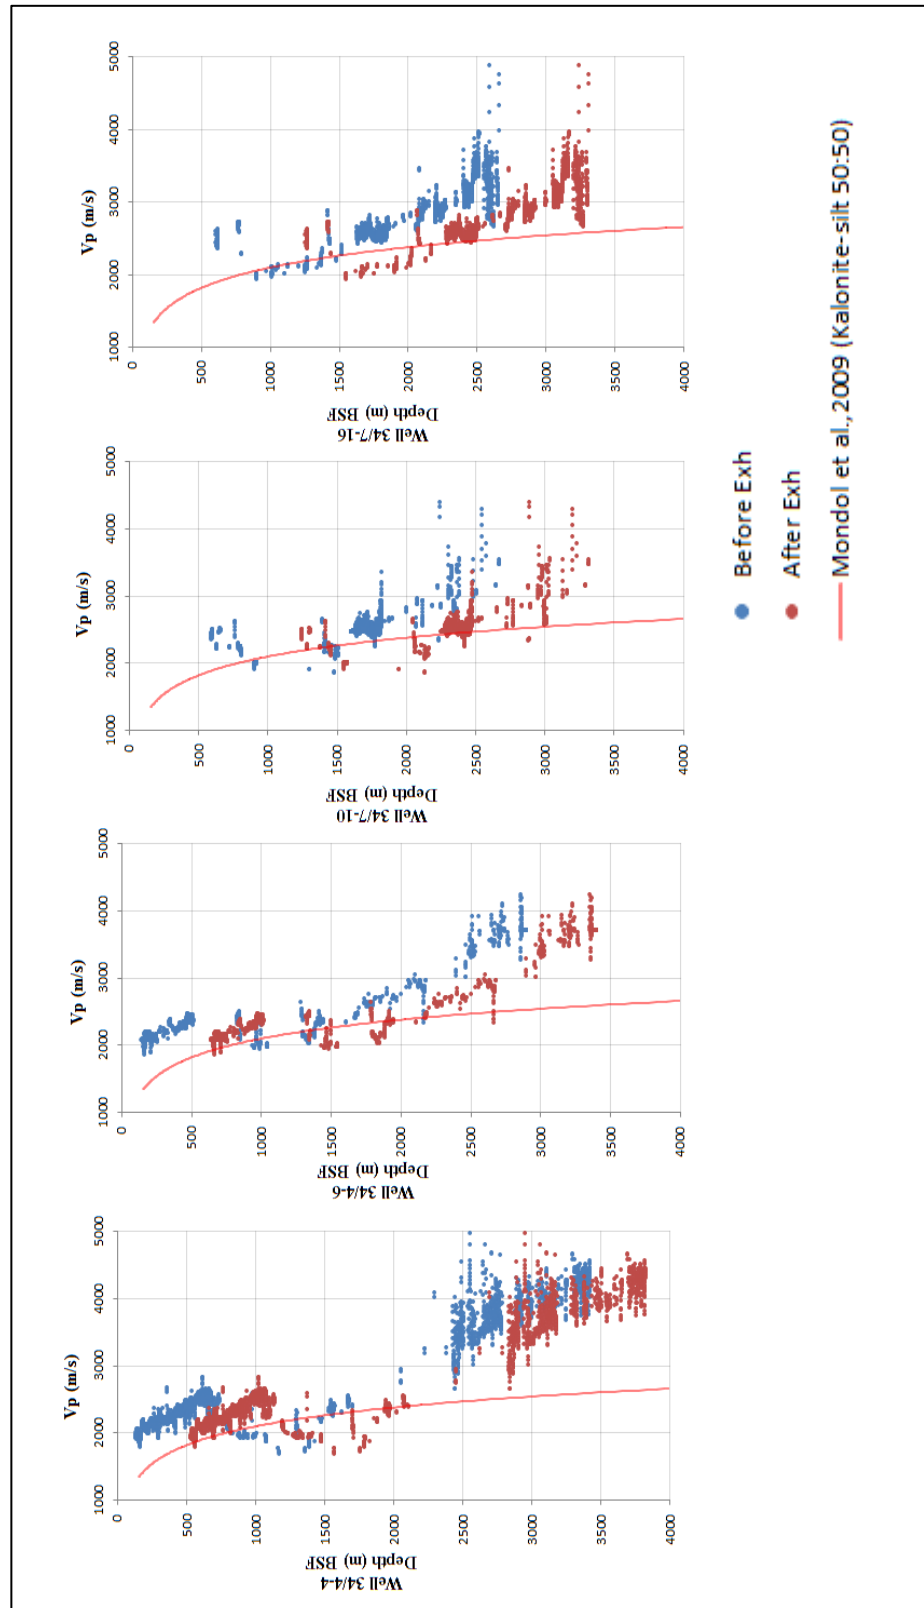 Vp (m/s)
1000 2000 3000 4000 5000
0
500
1000
1500
2000
2500
3000
3500
4000
Well 34/4-4
Depth (m) BSF
Vp (m/s)
1000 2000 3000 4000 5000
0
500
1000
1500
2000
2500
3000
3500
4000
Well 34/4-6
Depth (m) BSF
Vp (m/s)
1000 2000 3000 4000 5000
0
500
1000
1500
2000
2500
3000
3500
4000
Well 34/7-10
Depth (m) BSF
Vp (m/s)
1000 2000 3000 4000 5000
0
500
1000
1500
2000
2500
3000
3500
4000
Well 34/7-16
Depth (m) BSF
Before Exh
After Exh
Mondol et al.,2009 (Kalonite-silt 50:50)